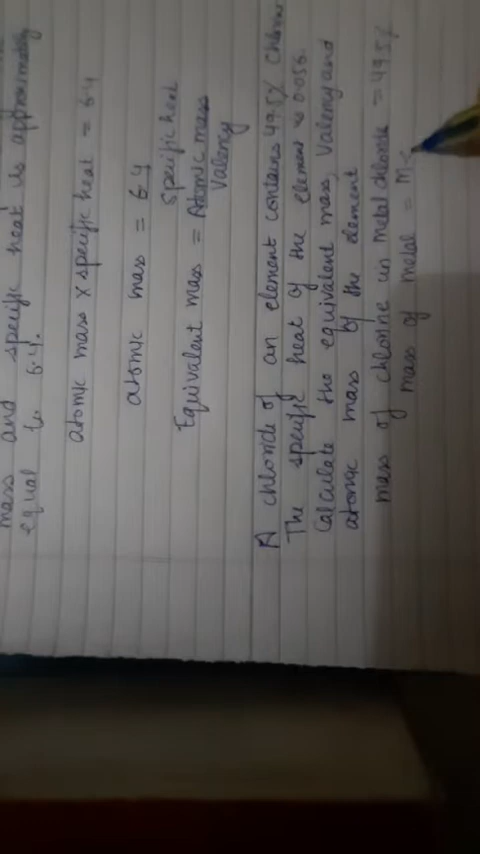 mass and specific heat is approximately
equal to 6.4.
atomic mass x specific heat = 6.4
atomic mass = 6.4
specific heat
Equivalent mass = Atomic mass
Valency
A chloride of an element contains 49.5% Chlorine
The specific heat of the element is 0.056.
Calculate the equivalent mass, Valency and
atomic mass of the element
mass of chlorine in metal chloride = 49.5%
mass of metal = M